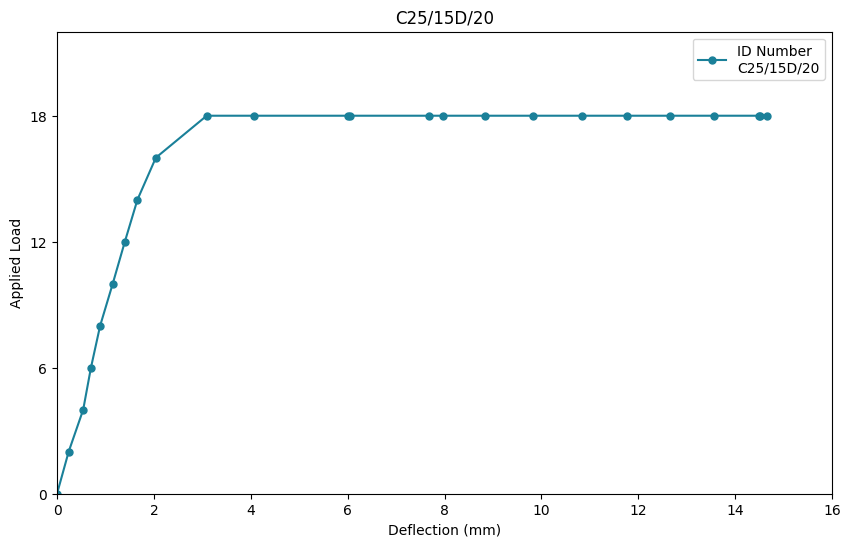 C25/15D/20
ID Number
C25/15D/20
Applied Load
18
12
6
0
0 2 4 6 8 10 12 14 16
Deflection (mm)